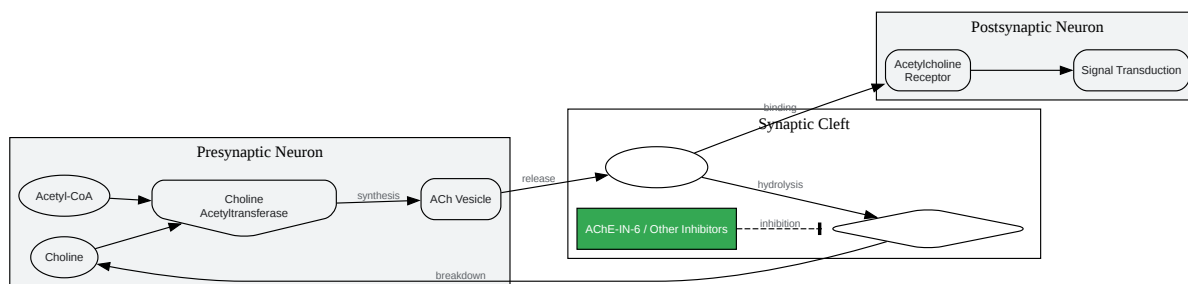 Postsynaptic Neuron
Acetylcholine
Receptor
Signal Transduction
binding
Synaptic Cleft
Presynaptic Neuron
Acetyl-CoA
Choline
Acetyltransferase
synthesis
ACh Vesicle
release
hydrolysis
AChE-IN-6 / Other Inhibitors
inhibition
Choline
breakdown